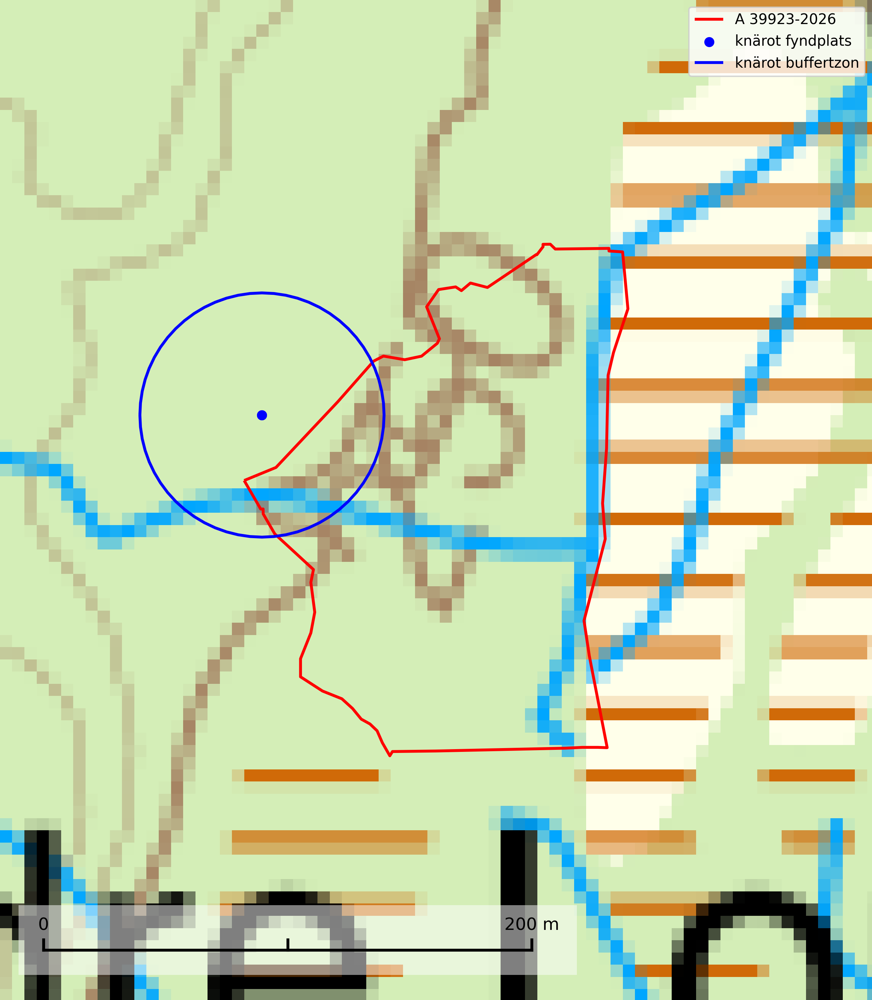 A 39923-2026
knärot fyndplats
knärot buffertzon
0
200 m